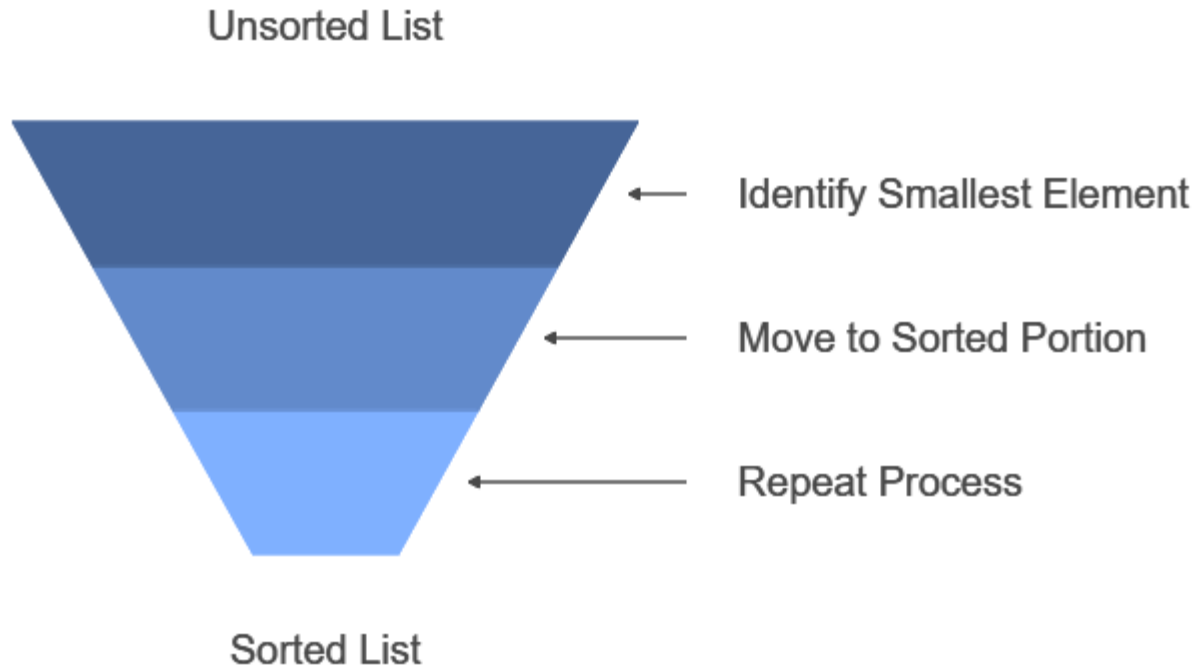 Unsorted List
Identify Smallest Element
Move to Sorted Portion
Repeat Process
Sorted List